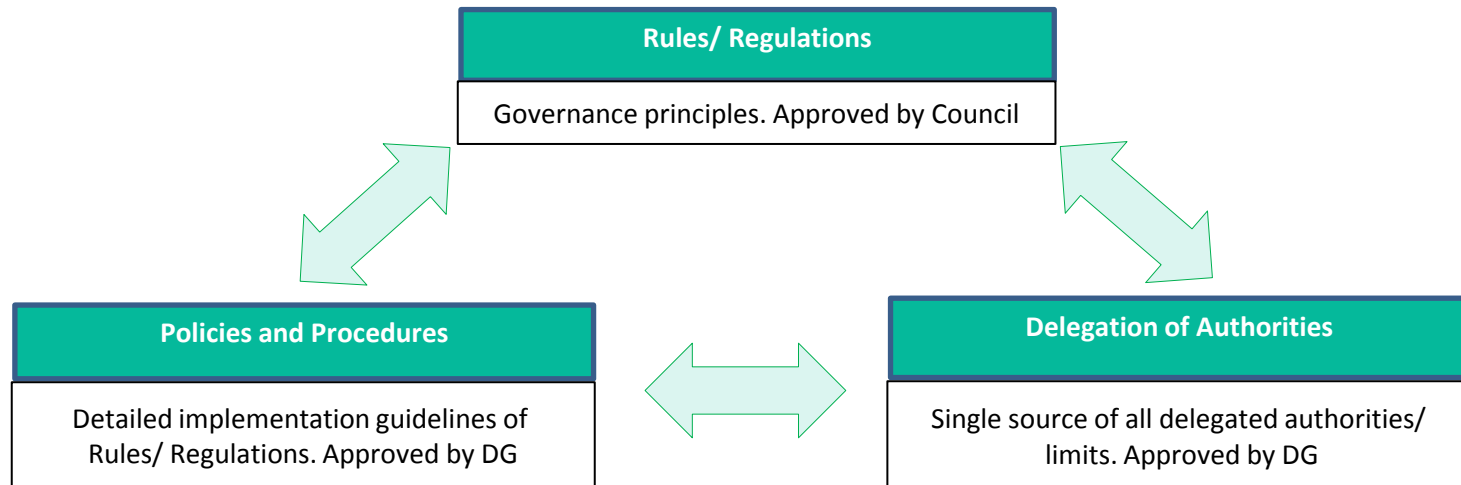 Rules/ Regulations
Governance principles. Approved by Council
Policies and Procedures
Detailed implementation guidelines of
Rules/ Regulations. Approved by DG
Delegation of Authorities
Single source of all delegated authorities/
limits. Approved by DG